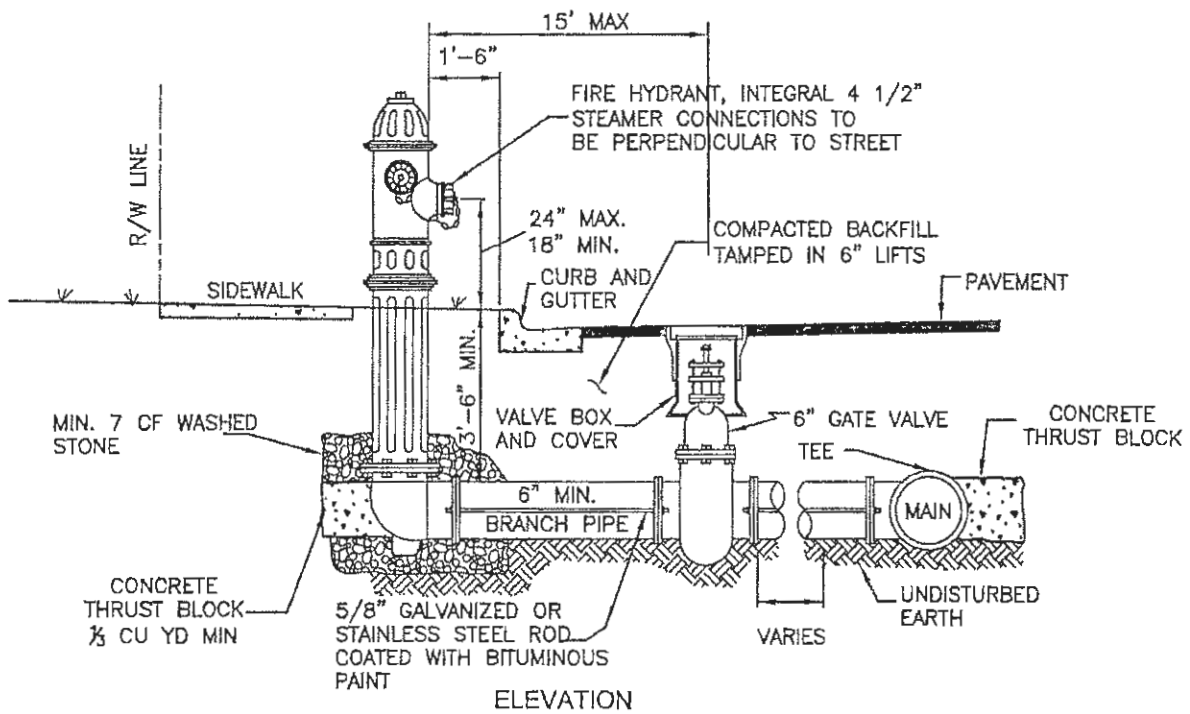 15' MAX
1'-6"
FIRE HYDRANT, INTEGRAL 4 1/2"
STEAMER CONNECTIONS TO
BE PERPENDICULAR TO STREET
R/W LINE
24" MAX.
18" MIN.
COMPACTED BACKFILL
TAMPED IN 6" LIFTS
CURB AND
GUTTER
PAVEMENT
SIDEWALK
3'-6" MIN.
MIN. 7 CF WASHED
STONE
VALVE BOX
AND COVER
6" GATE VALVE
TEE
CONCRETE
THRUST BLOCK
6" MIN.
BRANCH PIPE
MAIN
CONCRETE
THRUST BLOCK
⅓ CU YD MIN
5/8" GALVANIZED OR
STAINLESS STEEL ROD
COATED WITH BITUMINOUS
PAINT
VARIES
UNDISTURBED
EARTH
ELEVATION